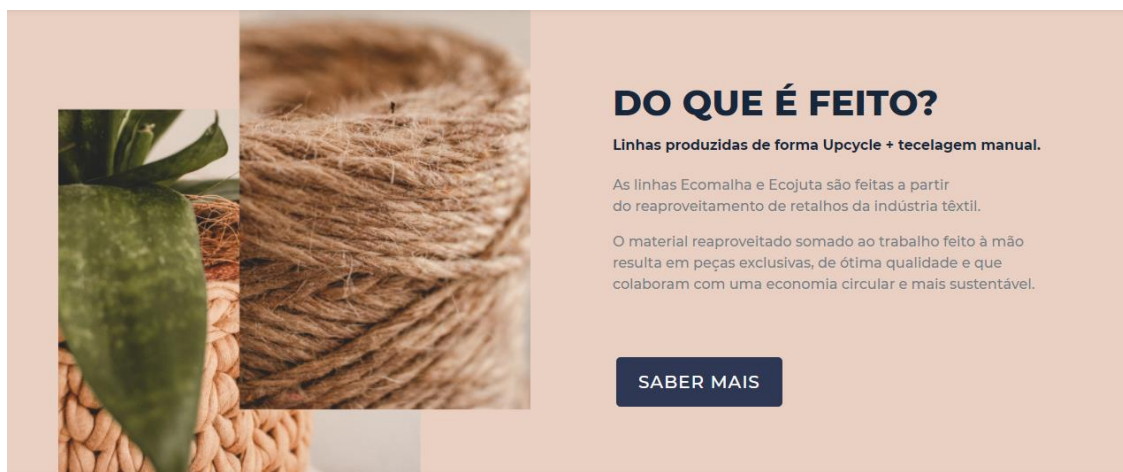 DO QUE É FEITO?
Linhas produzidas de forma Upcycle + tecelagem manual.
As linhas Ecomalha e Ecojuta são feitas a partir
do reaproveitamento de retalhos da indústria têxtil.
O material reaproveitado somado ao trabalho feito à mão
resulta em peças exclusivas, de ótima qualidade e que
colaboram com uma economia circular e mais sustentável.
SABER MAIS